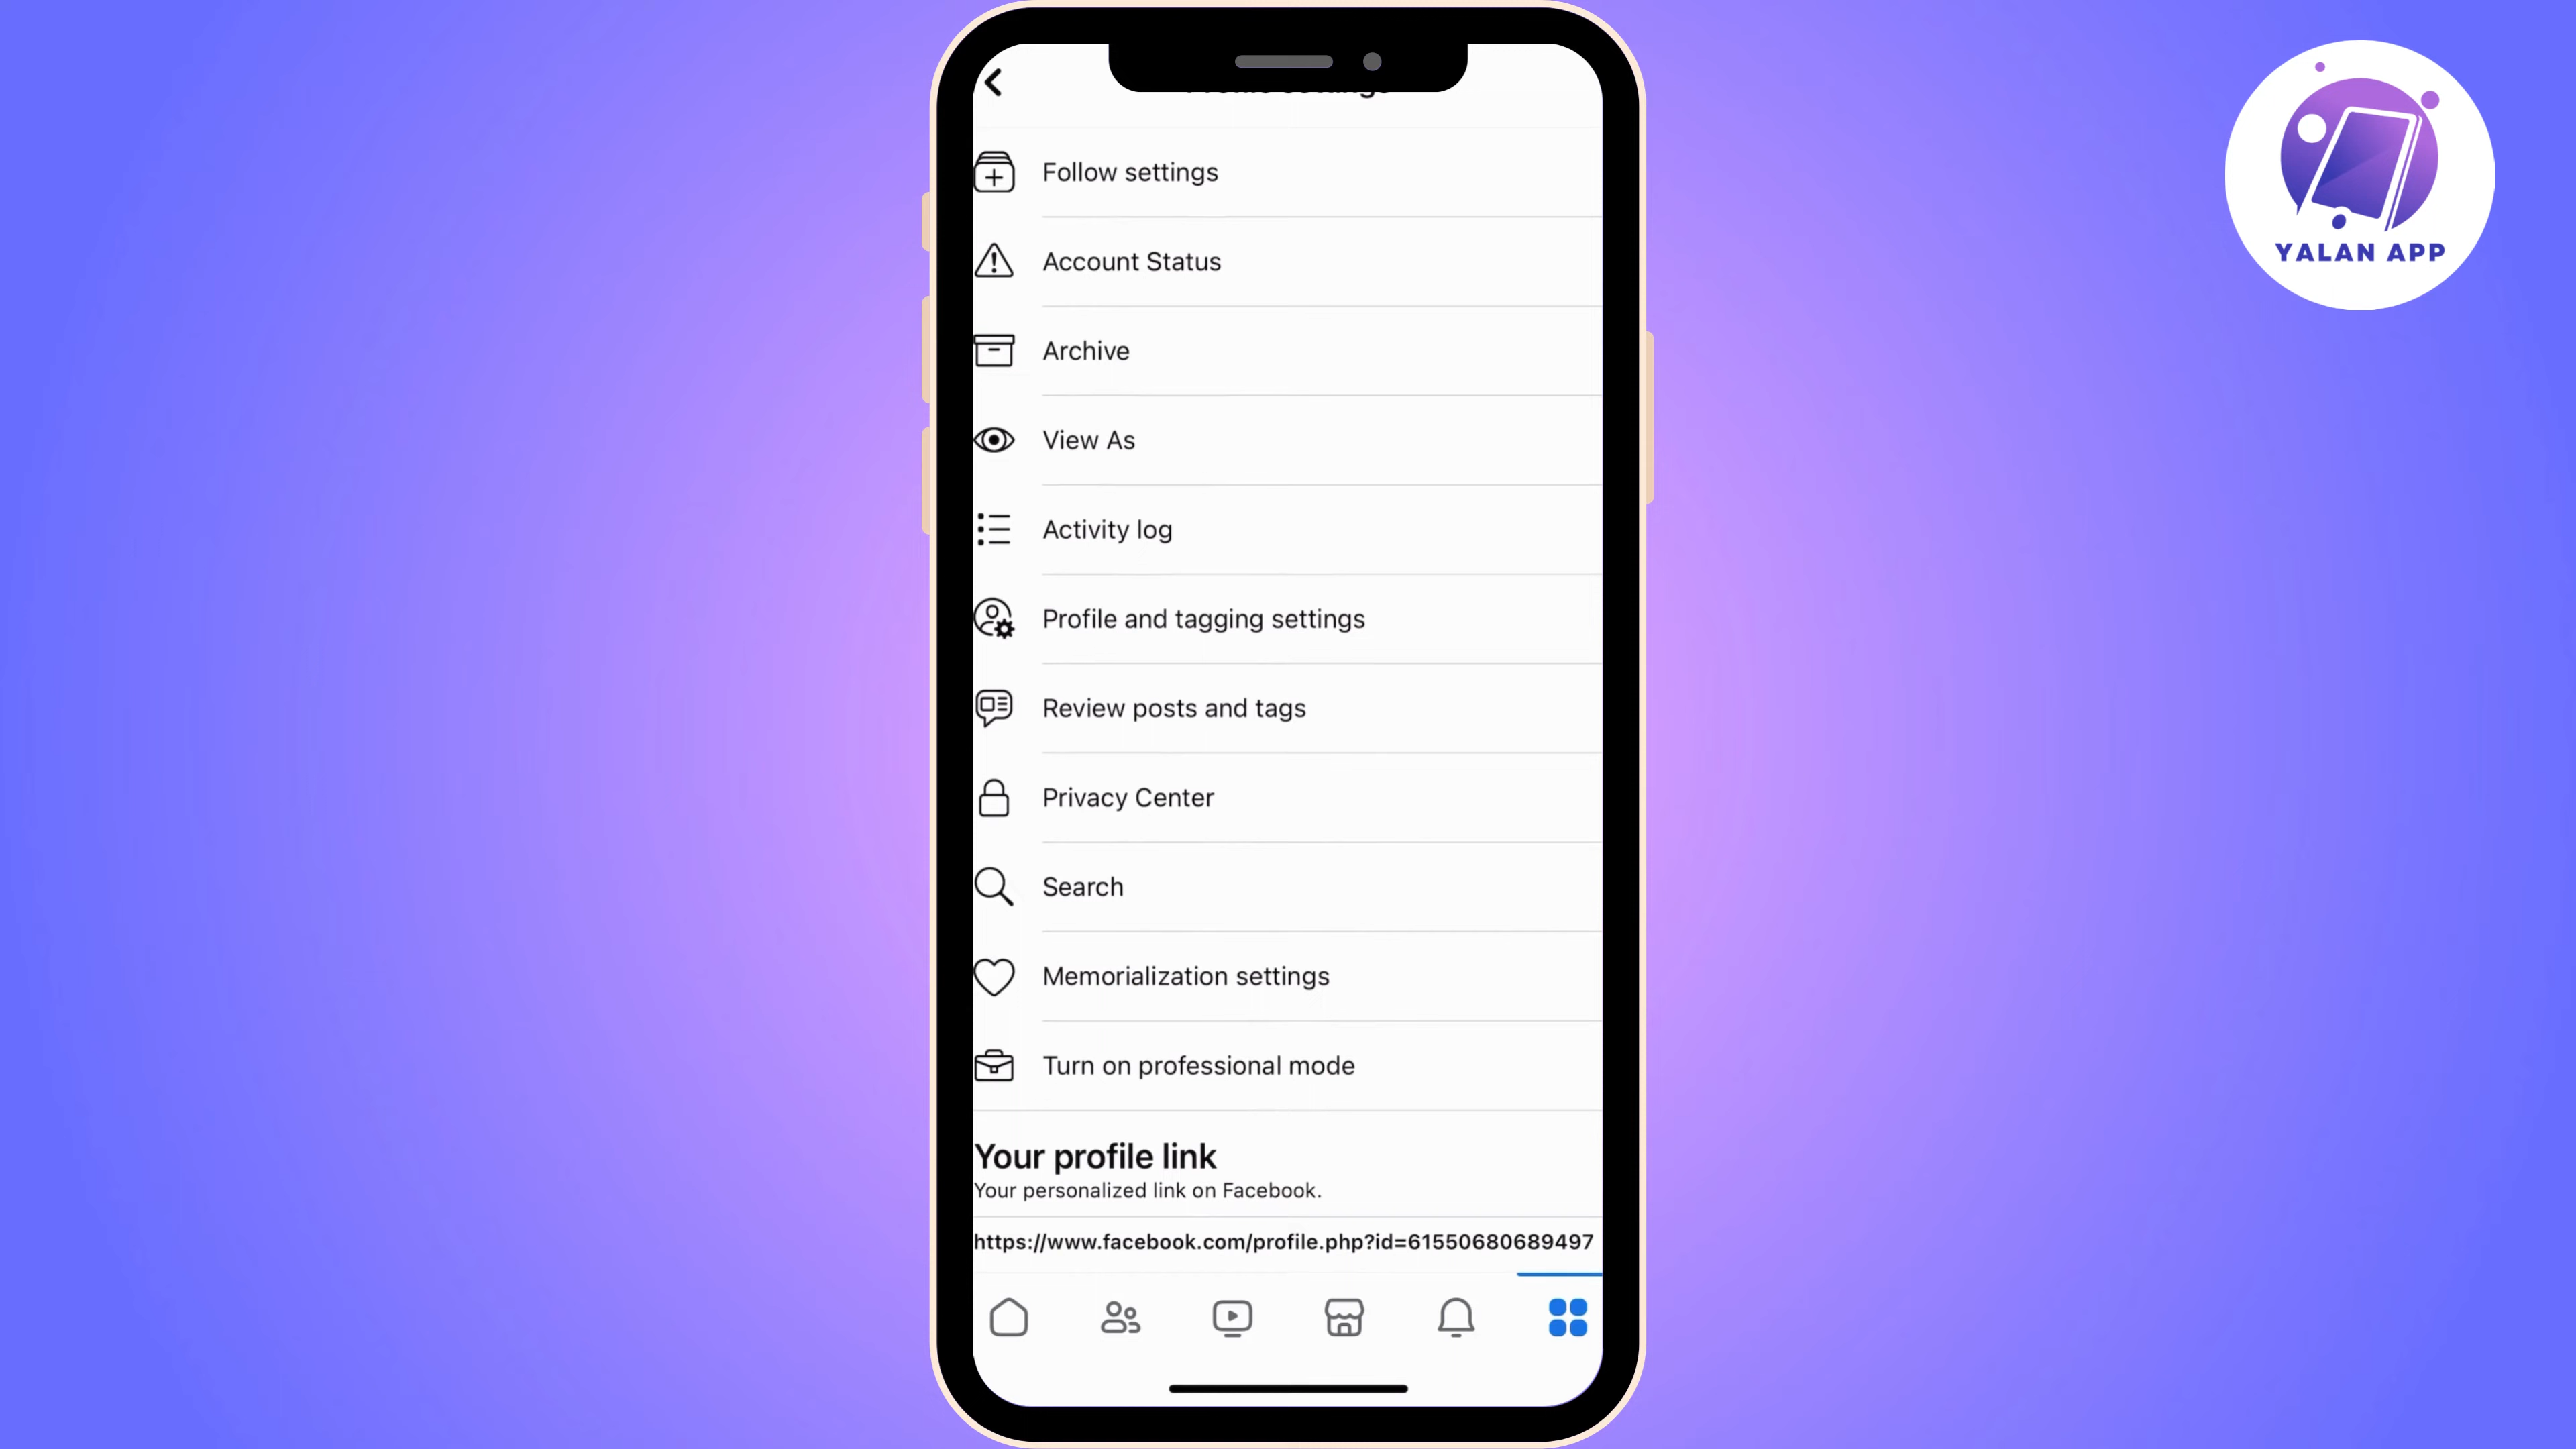 Follow settings
Account Status
Archive
View As
Activity log
Profile and tagging settings
Review posts and tags
Privacy Center
Search
Memorialization settings
Turn on professional mode
Your profile link
Your personalized link on Facebook.
https://www.facebook.com/profile.php?id=61550680689497
YALAN APP